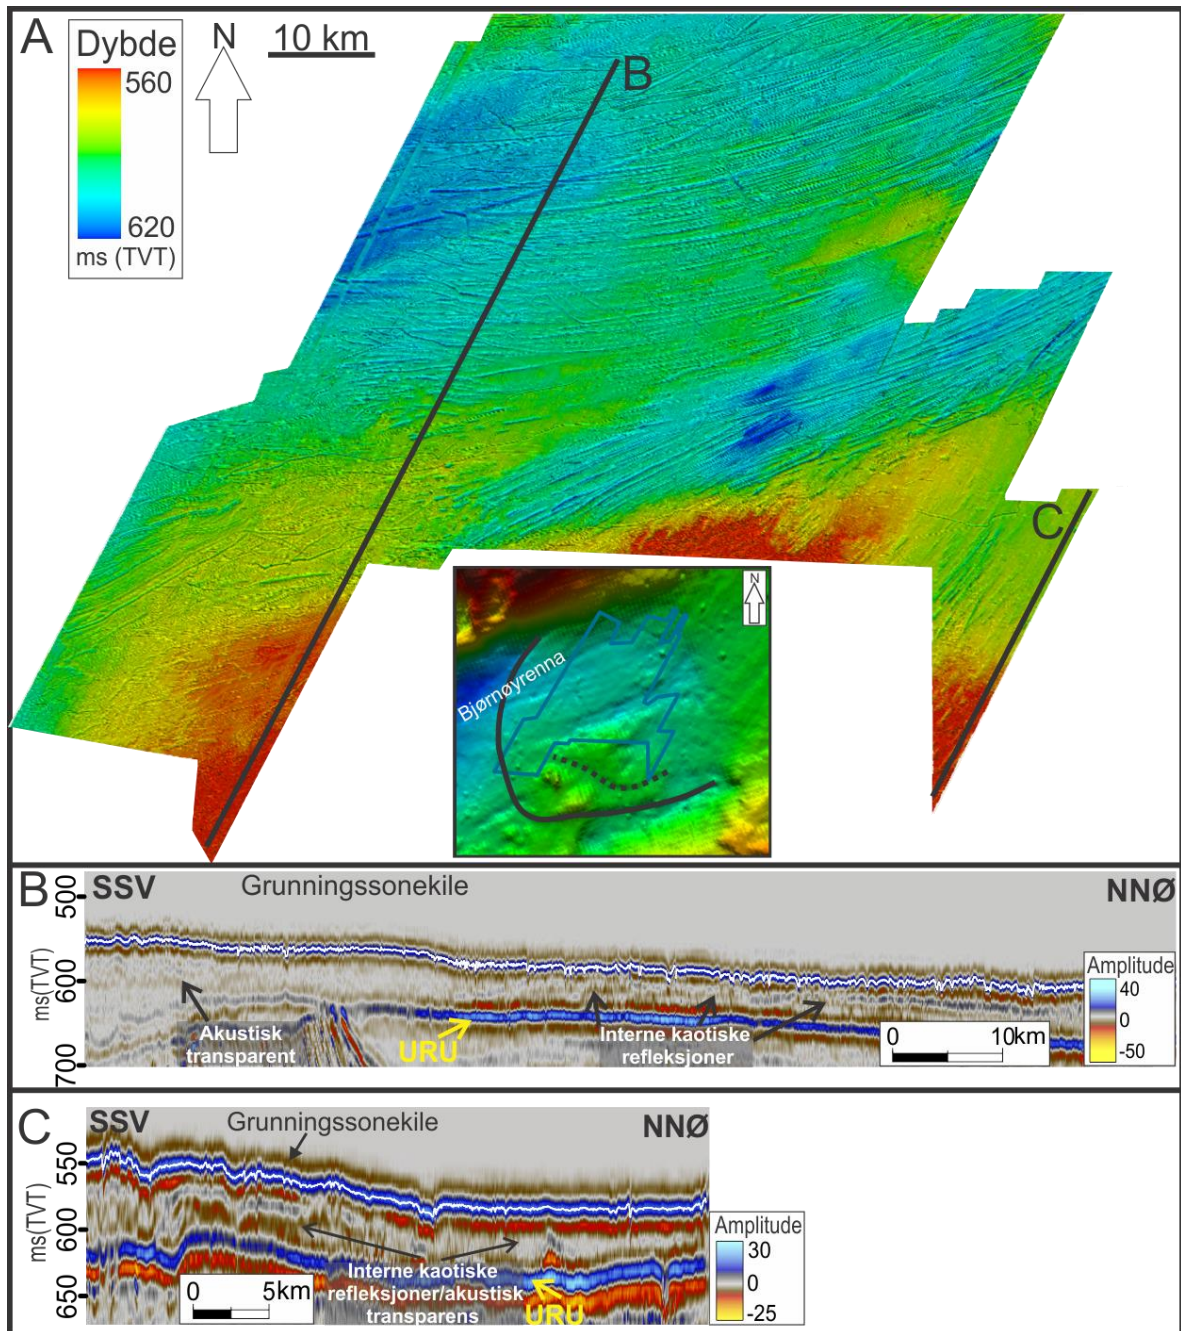 A
Dybde
560
620
ms (TVT)
N
10 km
B
C
N
Bjørnøyrenna
B
SSV
Grunningssonekile
NNØ
500
600
700
ms(TVT)
Akustisk
transparent
URU
Interne kaotiske
refleksjoner
0
10km
Amplitude
40
0
-50
C
SSV
Grunningssonekile
NNØ
550
600
650
ms(TVT)
0
5km
Interne kaotiske
refleksjoner/akustisk
transparens
URU
Amplitude
30
0
-25